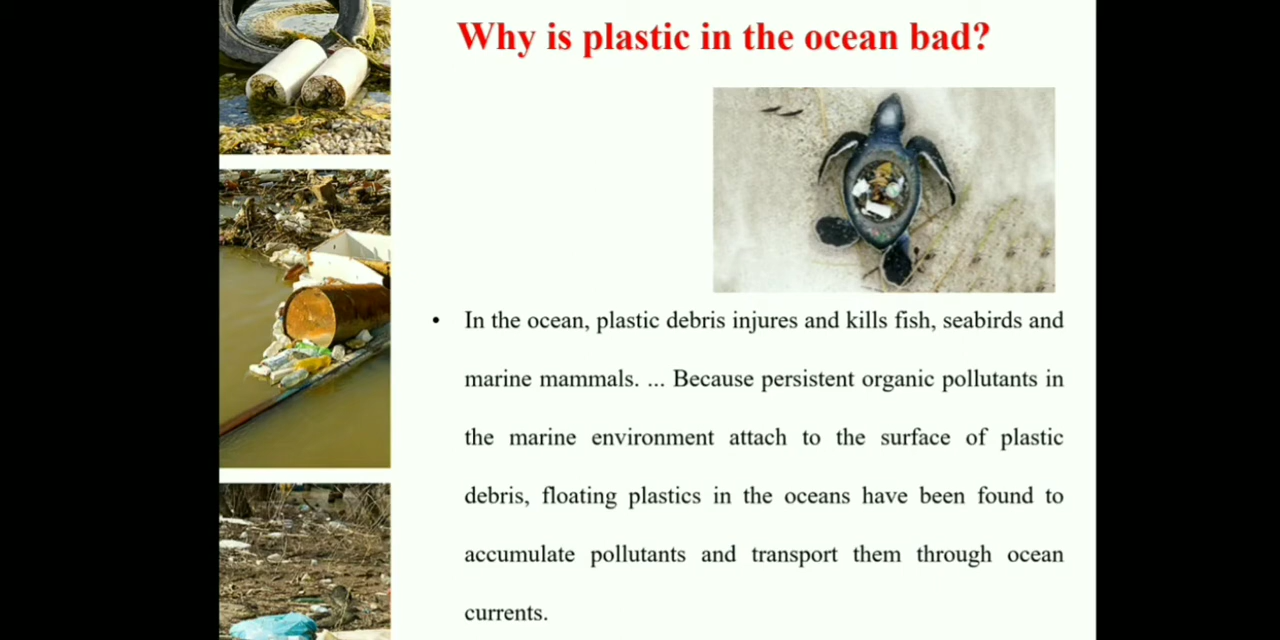 Why is plastic in the ocean bad?
• In the ocean, plastic debris injures and kills fish, seabirds and
marine mammals. ... Because persistent organic pollutants in
the marine environment attach to the surface of plastic
debris, floating plastics in the oceans have been found to
accumulate pollutants and transport them through ocean
currents.